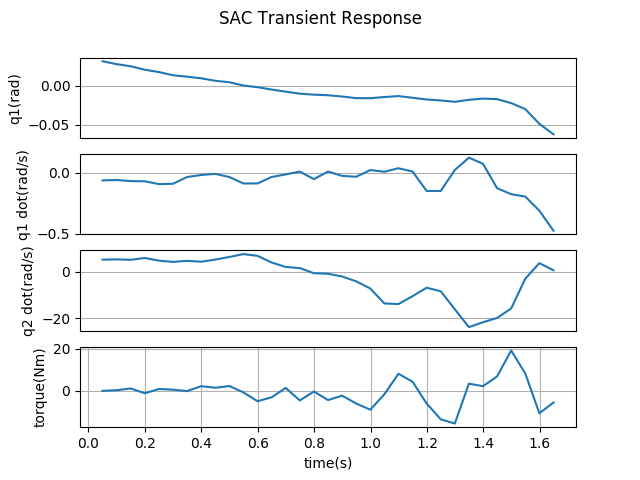 SAC Transient Response
q1(rad)
0.00
−0.05
q1 dot(rad/s)
0.0
−0.5
q2 dot(rad/s)
0
−20
torque(Nm)
20
0
0.0 0.2 0.4 0.6 0.8 1.0 1.2 1.4 1.6
time(s)